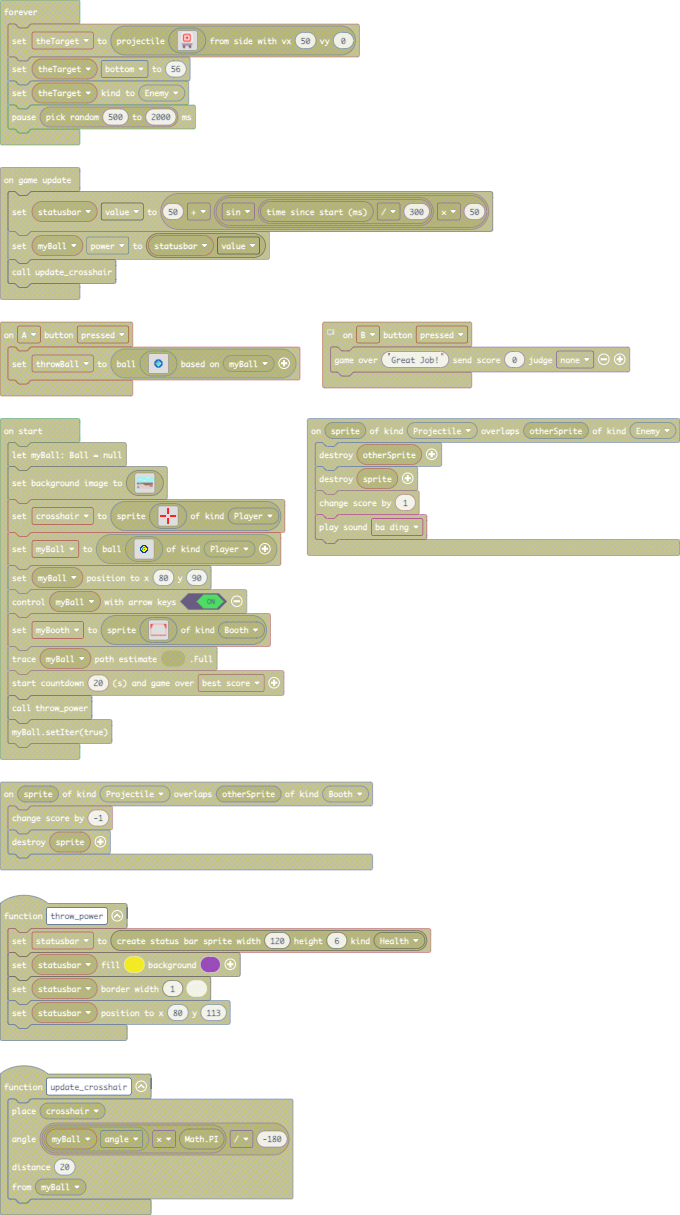 forever
set theTarget to projectile from side with vx 50 vy 0
set theTarget bottom to 56
set theTarget kind to Enemy
pause pick random 500 to 2000 ms
on game update
set statusbar value to 50 + sin time since start (ms) / 300 × 50
set myBall power to statusbar value
call update_crosshair
on A button pressed
set throwBall to ball based on myBall
on B button pressed
game over "Great Job!" send score 0 judge none
on start
let myBall: Ball = null
set background image to
set crosshair to sprite of kind Player
set myBall to ball of kind Player
set myBall position to x 80 y 90
control myBall with arrow keys ON
set myBooth to sprite of kind Booth
trace myBall path estimate .Full
start countdown 20 (s) and game over best score
call throw_power
myBall.setIter(true)
on sprite of kind Projectile overlaps otherSprite of kind Enemy
destroy otherSprite
destroy sprite
change score by 1
play sound ba ding
on sprite of kind Projectile overlaps otherSprite of kind Booth
change score by -1
destroy sprite
function throw_power
set statusbar to create status bar sprite width 120 height 6 kind Health
set statusbar fill background
set statusbar border width 1
set statusbar position to x 80 y 113
function update_crosshair
place crosshair
angle myBall angle × Math.PI / -180
distance 20
from myBall